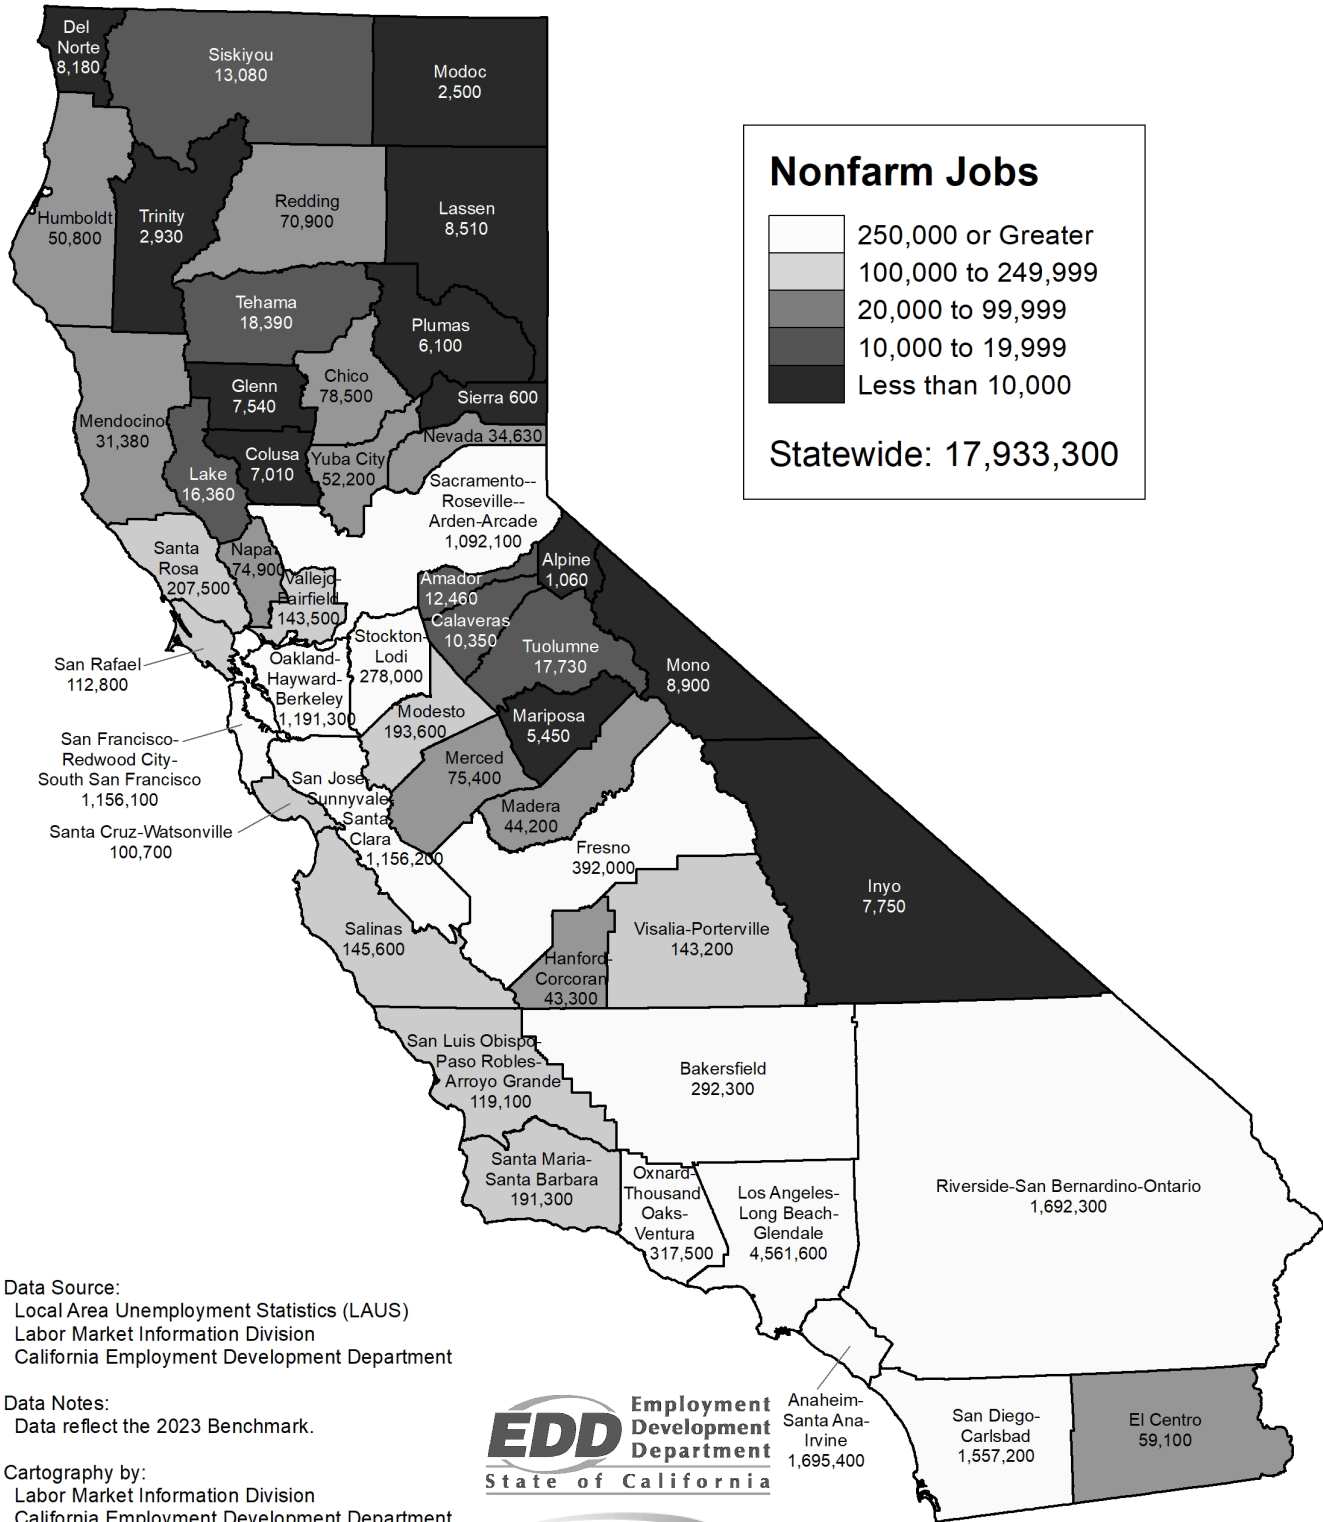 Del
Norte
8,180
Siskiyou
13,080
Modoc
2,500
Humboldt
50,800
Trinity
2,930
Redding
70,900
Lassen
8,510
Nonfarm Jobs
250,000 or Greater
100,000 to 249,999
20,000 to 99,999
10,000 to 19,999
Less than 10,000
Statewide: 17,933,300
Tehama
18,390
Plumas
6,100
Glenn
7,540
Chico
78,500
Sierra 600
Mendocino
31,380
Lake
16,360
Colusa
7,010
Yuba City
52,200
Nevada 34,630
Sacramento--
Roseville--
Arden-Arcade
1,092,100
Santa
Rosa
207,500
Napa
74,900
Vallejo-
Fairfield
143,500
Amador
12,460
Alpine
1,060
Calaveras
10,350
Tuolumne
17,730
Mono
8,900
San Rafael
112,800
Oakland-
Hayward-
Berkeley
1,191,300
Stockton-
Lodi
278,000
Modesto
193,600
Mariposa
5,450
San Francisco-
Redwood City-
South San Francisco
1,156,100
Merced
75,400
Madera
44,200
Santa Cruz-Watsonville
100,700
San Jose-
Sunnyvale-
Santa
Clara
1,156,200
Fresno
392,000
Inyo
7,750
Salinas
145,600
Hanford-
Corcoran
43,300
Visalia-Porterville
143,200
San Luis Obispo-
Paso Robles-
Arroyo Grande
119,100
Bakersfield
292,300
Santa Maria-
Santa Barbara
191,300
Oxnard-
Thousand
Oaks-
Ventura
317,500
Los Angeles-
Long Beach-
Glendale
4,561,600
Riverside-San Bernardino-Ontario
1,692,300
Anaheim-
Santa Ana-
Irvine
1,695,400
San Diego-
Carlsbad
1,557,200
El Centro
59,100
Data Source:
Local Area Unemployment Statistics (LAUS)
Labor Market Information Division
California Employment Development Department
Data Notes:
Data reflect the 2023 Benchmark.
Cartography by:
Labor Market Information Division
California Employment Development Department
EDD
Employment
Development
Department
State of California